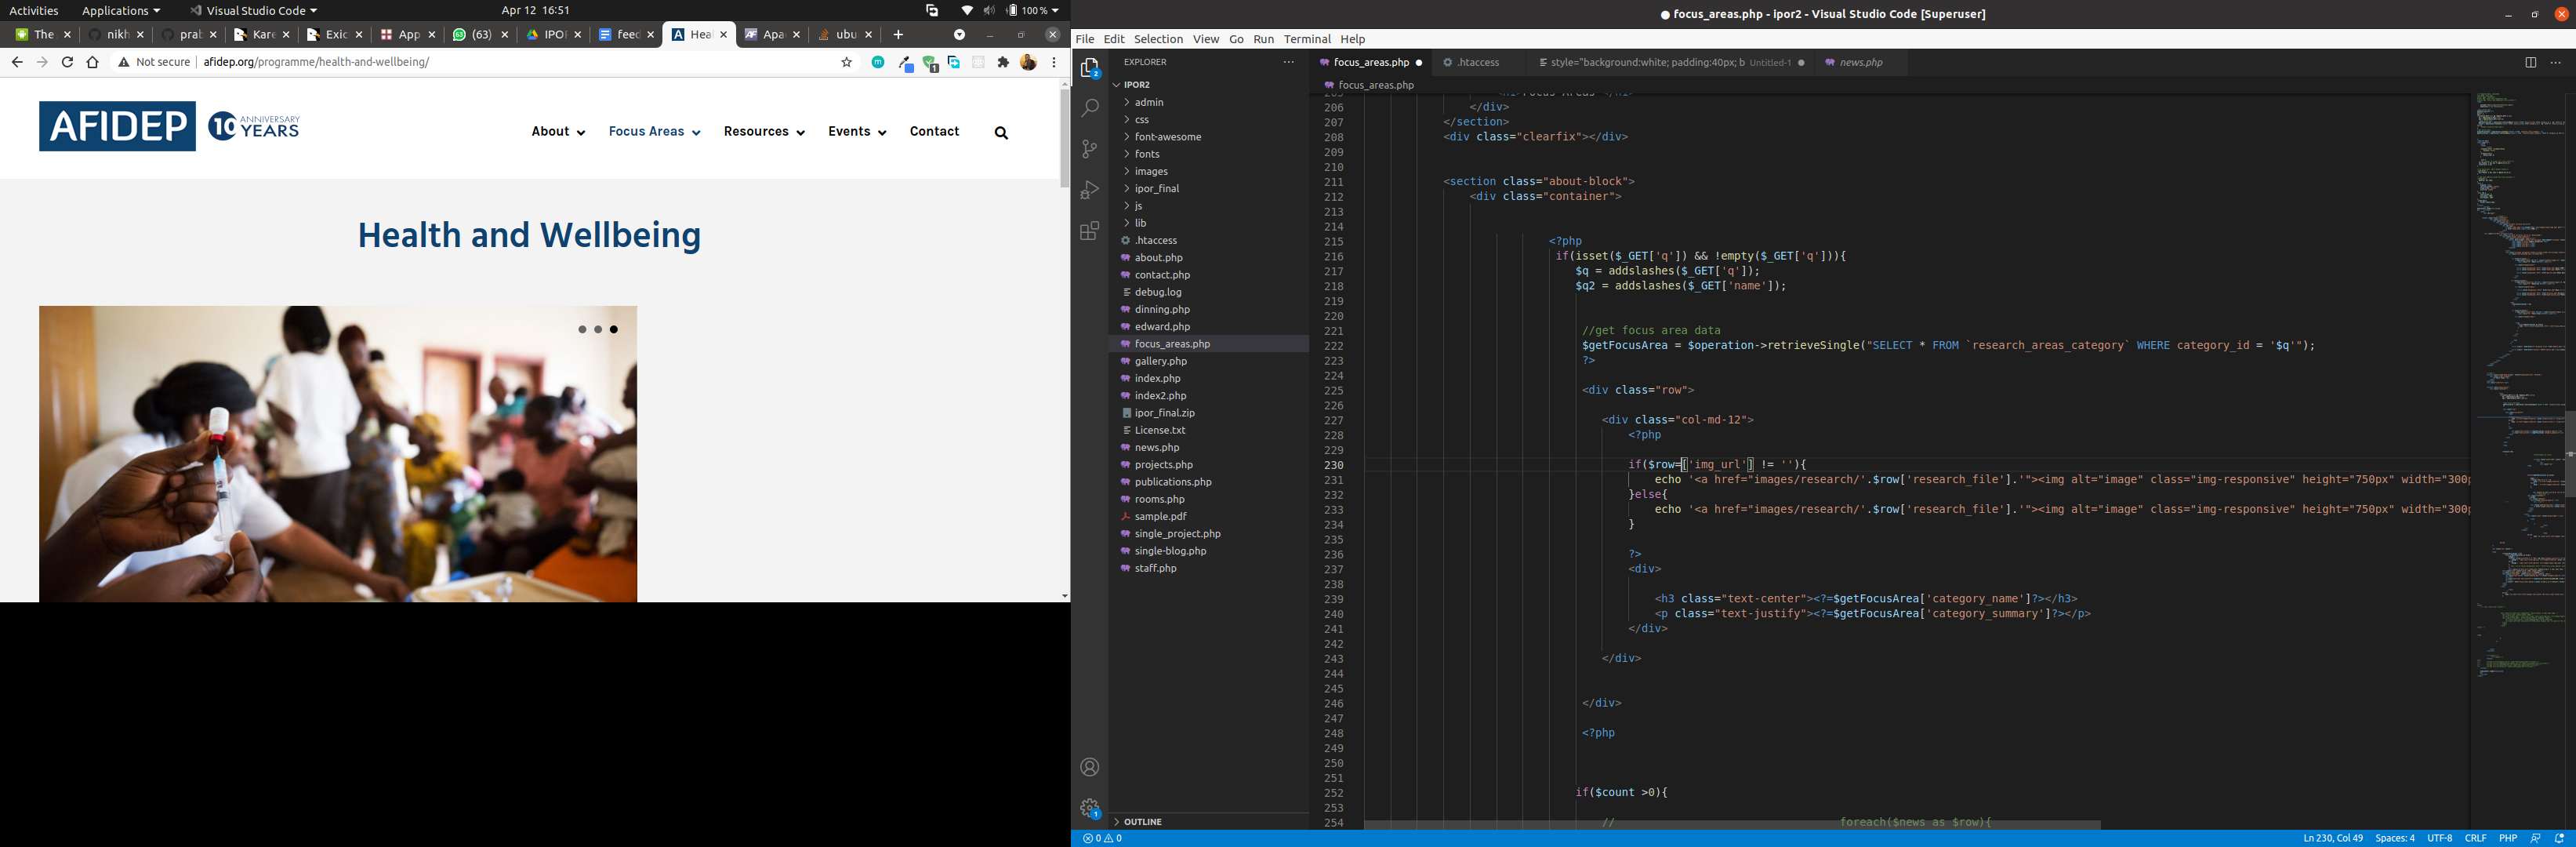 Activities Applications Visual Studio Code Apr 12 16:51 100 %
The nikh prab Kare Exic App (63) IPOF feed Heal Apa ubu
Not secure | afidep.org/programme/health-and-wellbeing/
AFIDEP 10 ANNIVERSARY YEARS
About Focus Areas Resources Events Contact
Health and Wellbeing
focus_areas.php - ipor2 - Visual Studio Code [Superuser]
File Edit Selection View Go Run Terminal Help
EXPLORER
IPOR2
admin
css
font-awesome
fonts
images
ipor_final
js
lib
.htaccess
about.php
contact.php
debug.log
dinning.php
edward.php
focus_areas.php
gallery.php
index.php
index2.php
ipor_final.zip
License.txt
news.php
projects.php
publications.php
rooms.php
sample.pdf
single_project.php
single-blog.php
staff.php
OUTLINE
focus_areas.php .htaccess style="background:white; padding:40px; b Untitled-1 news.php
focus_areas.php
206 </div>
207 </section>
208 <div class="clearfix"></div>
209
210
211 <section class="about-block">
212 <div class="container">
213
214
215 <?php
216 if(isset($_GET['q']) && !empty($_GET['q'])){
217 $q = addslashes($_GET['q']);
218 $q2 = addslashes($_GET['name']);
219
220
221 //get focus area data
222 $getFocusArea = $operation->retrieveSingle("SELECT * FROM `research_areas_category` WHERE category_id = '$q'");
223 ?>
224
225 <div class="row">
226
227 <div class="col-md-12">
228 <?php
229
230 if($row=['img_url'] != ''){
231 echo '<a href="images/research/'.$row['research_file'].'"><img alt="image" class="img-responsive" height="750px" width="300p
232 }else{
233 echo '<a href="images/research/'.$row['research_file'].'"><img alt="image" class="img-responsive" height="750px" width="300p
234 }
235
236 ?>
237 <div>
238
239 <h3 class="text-center"><?=$getFocusArea['category_name']?></h3>
240 <p class="text-justify"><?=$getFocusArea['category_summary']?></p>
241 </div>
242
243 </div>
244
245
246 </div>
247
248 <?php
249
250
251
252 if($count >0){
253
254 // foreach($news as $row){
0 0 Ln 230, Col 49 Spaces: 4 UTF-8 CRLF PHP